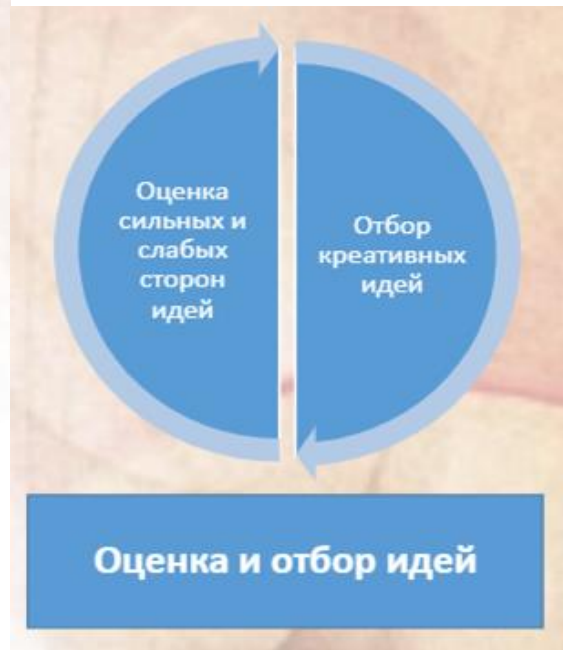 Оценка
сильных и
слабых
сторон
идей
Отбор
креативных
идей
Оценка и отбор идей